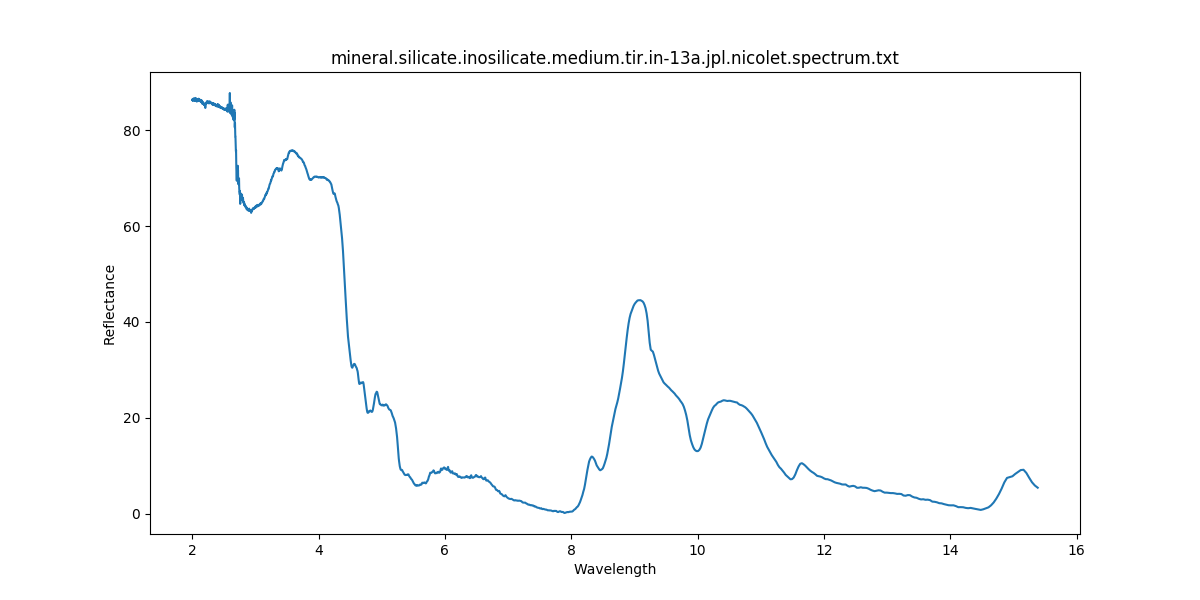 mineral.silicate.inosilicate.medium.tir.in-13a.jpl.nicolet.spectrum.txt
Reflectance
80
60
40
20
0
2 4 6 8 10 12 14 16
Wavelength